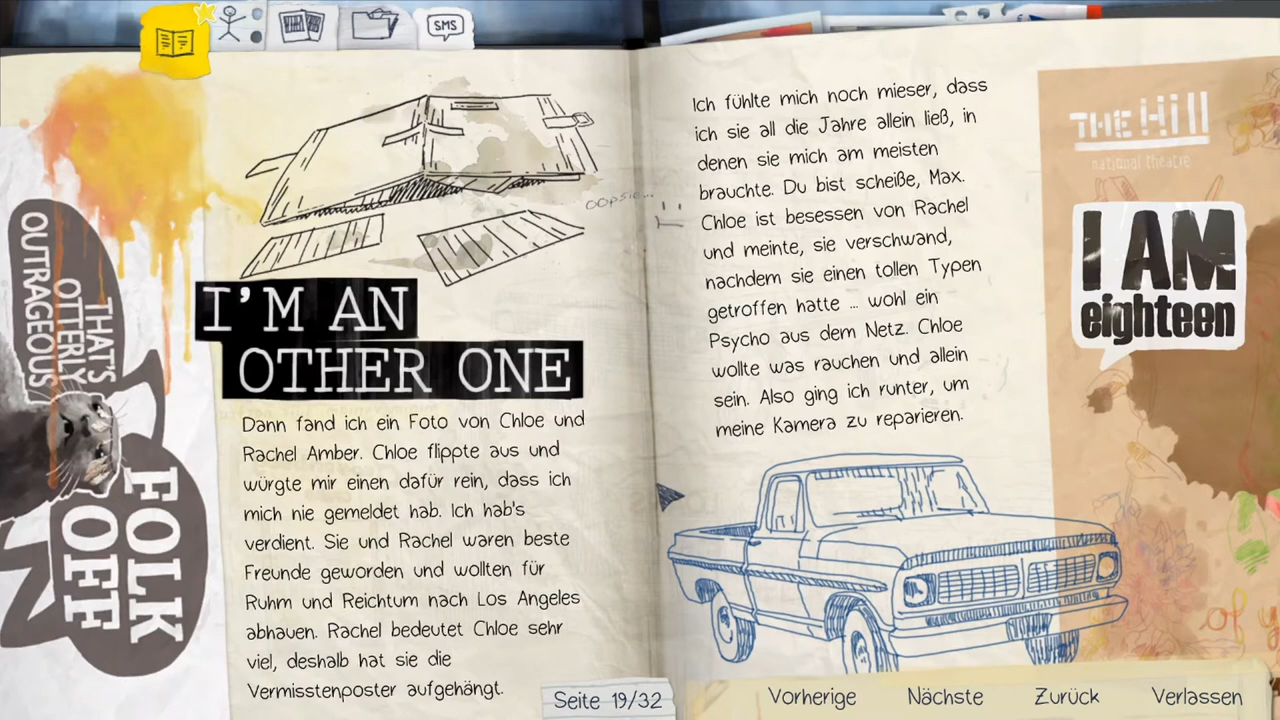 SMS
oopsie...
THAT'S
OTTERLY
OUTRAGEOUS
FOLK
OFF
I'M AN
OTHER ONE
Dann fand ich ein Foto von Chloe und
Rachel Amber. Chloe flippte aus und
würgte mir einen dafür rein, dass ich
mich nie gemeldet hab. Ich hab's
verdient. Sie und Rachel waren beste
Freunde geworden und wollten für
Ruhm und Reichtum nach Los Angeles
abhauen. Rachel bedeutet Chloe sehr
viel, deshalb hat sie die
Vermisstenposter aufgehängt.
Ich fühlte mich noch mieser, dass
ich sie all die Jahre allein ließ, in
denen sie mich am meisten
brauchte. Du bist scheiße, Max.
Chloe ist besessen von Rachel
und meinte, sie verschwand,
nachdem sie einen tollen Typen
getroffen hatte ... wohl ein
Psycho aus dem Netz. Chloe
wollte was rauchen und allein
sein. Also ging ich runter, um
meine Kamera zu reparieren.
THE Hill
national theatre
I AM
eighteen
of y
Seite 19/32
Vorherige
Nächste
Zurück
Verlassen